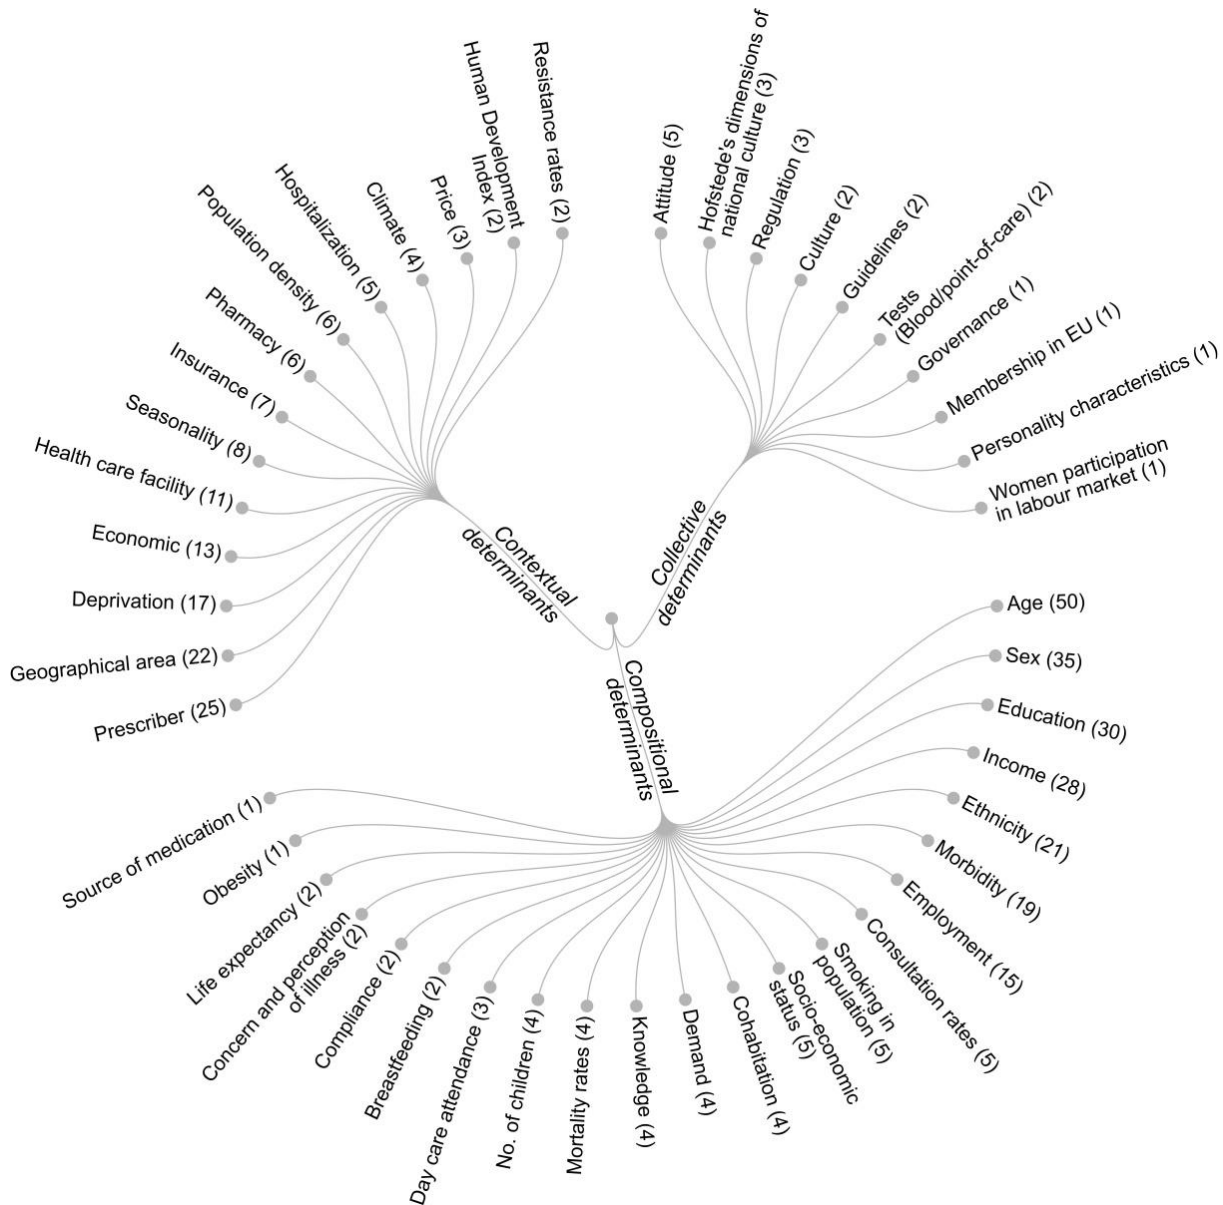 Contextual
determinants
Resistance rates (2)
Human Development
Index (2)
Price (3)
Climate (4)
Hospitalization (5)
Population density (6)
Pharmacy (6)
Insurance (7)
Seasonality (8)
Health care facility (11)
Economic (13)
Deprivation (17)
Geographical area (22)
Prescriber (25)
Collective
determinants
Attitude (5)
Hofstede's dimensions of
national culture (3)
Regulation (3)
Culture (2)
Guidelines (2)
Tests
(Blood/point-of-care) (2)
Governance (1)
Membership in EU (1)
Personality characteristics (1)
Women participation
in labour market (1)
Compositional
determinants
Age (50)
Sex (35)
Education (30)
Income (28)
Ethnicity (21)
Morbidity (19)
Employment (15)
Consultation rates (5)
Smoking in
population (5)
Socio-economic
status (5)
Cohabitation (4)
Demand (4)
Knowledge (4)
Mortality rates (4)
No. of children (4)
Day care attendance (3)
Breastfeeding (2)
Compliance (2)
Concern and perception
of illness (2)
Life expectancy (2)
Obesity (1)
Source of medication (1)